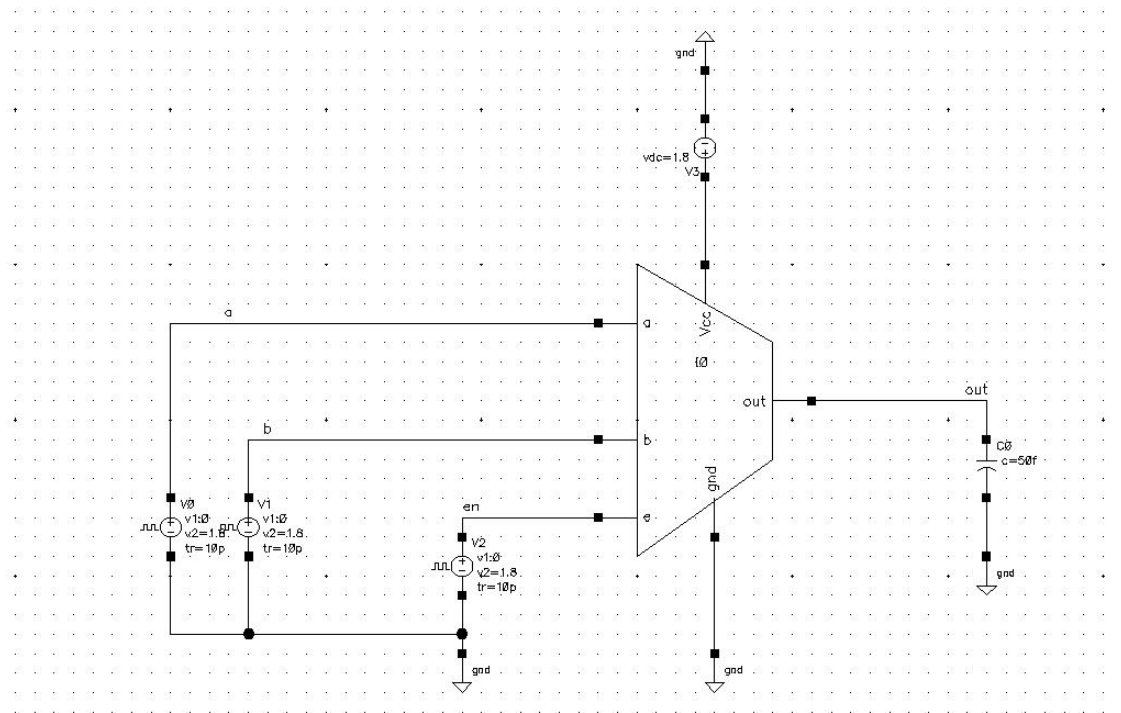 gnd
vdc=1.8
V3
a
a
Vcc
I0
out
out
b
b
C0
c=50f
gnd
V0
v1:0
v2=1.8
tr=10p
V1
v1:0
v2=1.8
tr=10p
en
e
V2
v1:0
v2=1.8
tr=10p
gnd
gnd
gnd